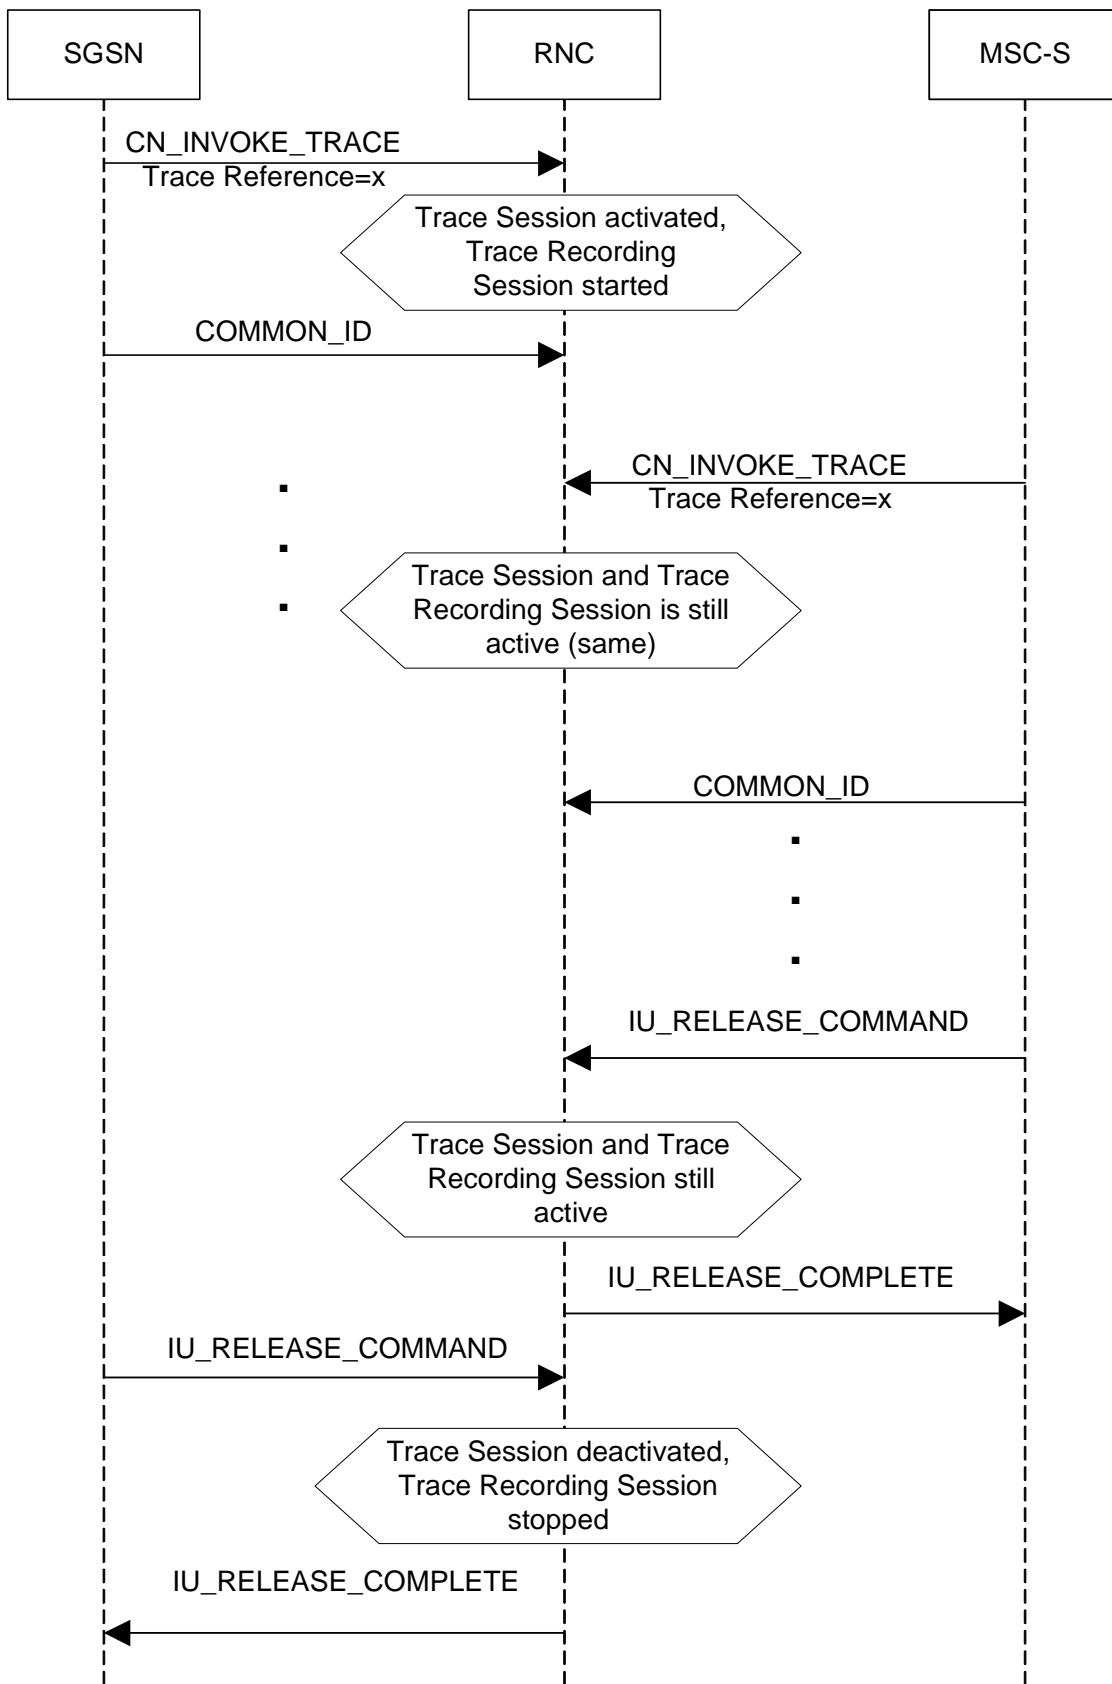 SGSN
RNC
MSC-S
CN_INVOKE_TRACE
Trace Reference=x
Trace Session activated,
Trace Recording
Session started
COMMON_ID
CN_INVOKE_TRACE
Trace Reference=x
Trace Session and Trace
Recording Session is still
active (same)
COMMON_ID
IU_RELEASE_COMMAND
Trace Session and Trace
Recording Session still
active
IU_RELEASE_COMPLETE
IU_RELEASE_COMMAND
Trace Session deactivated,
Trace Recording Session
stopped
IU_RELEASE_COMPLETE